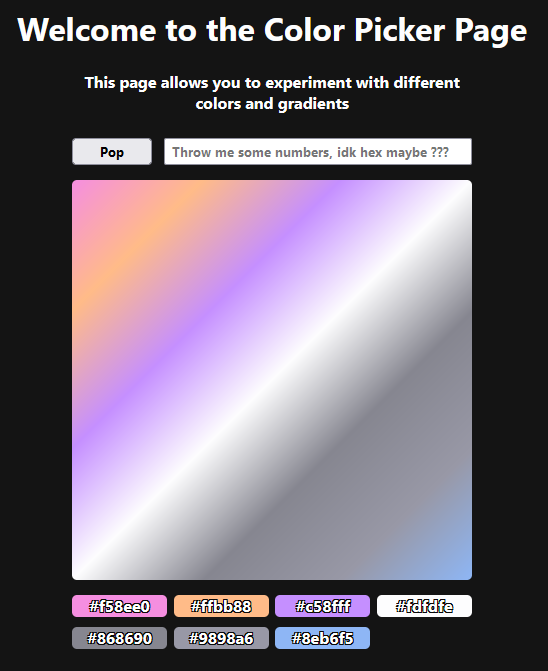 Welcome to the Color Picker Page
This page allows you to experiment with different
colors and gradients
Pop
Throw me some numbers, idk hex maybe ???
#f58ee0 #ffbb88 #c58fff #fdfdfe
#868690 #9898a6 #8eb6f5